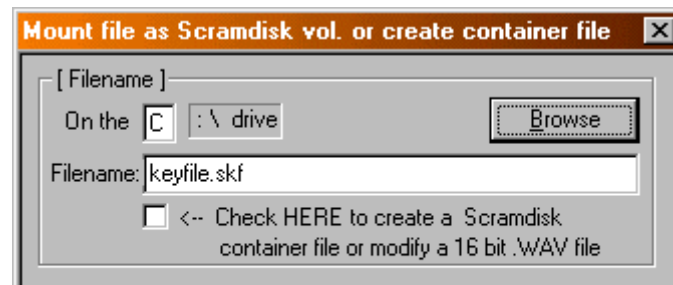 Mount file as Scramdisk vol. or create container file
[ Filename ]
On the C : \ drive Browse
Filename: keyfile.skf
<-- Check HERE to create a Scramdisk
container file or modify a 16 bit .WAV file